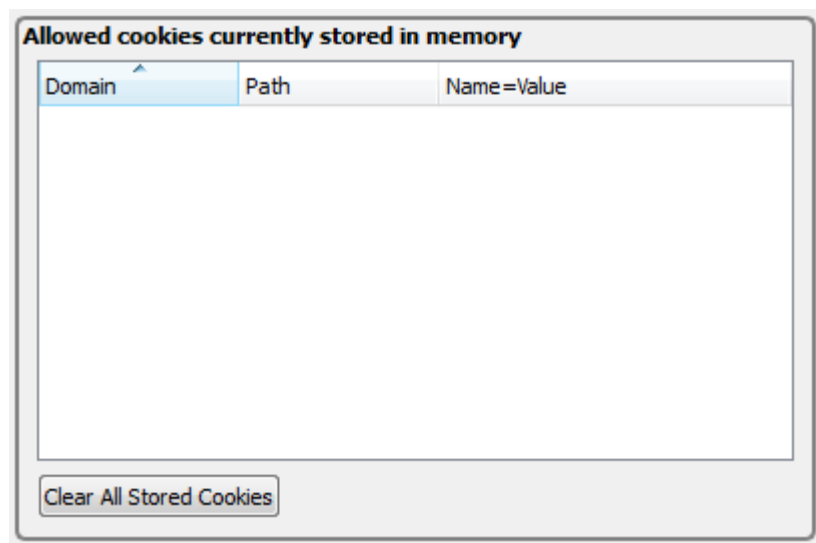 Allowed cookies currently stored in memory
Domain Path Name=Value
Clear All Stored Cookies